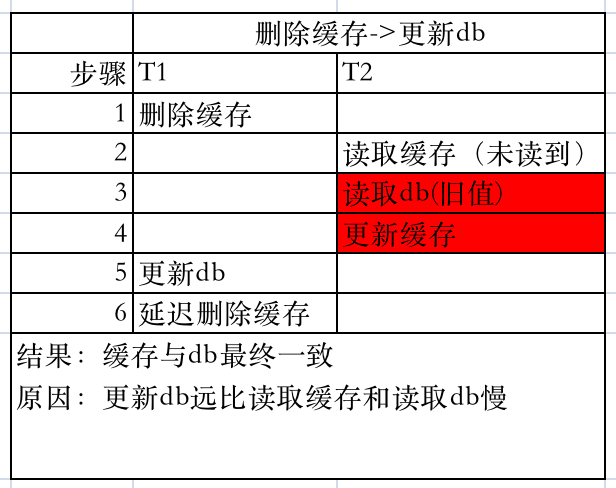 删除缓存->更新db
步骤 T1 T2
1 删除缓存
2 读取缓存（未读到）
3 读取db(旧值)
4 更新缓存
5 更新db
6 延迟删除缓存
结果：缓存与db最终一致
原因：更新db远比读取缓存和读取db慢